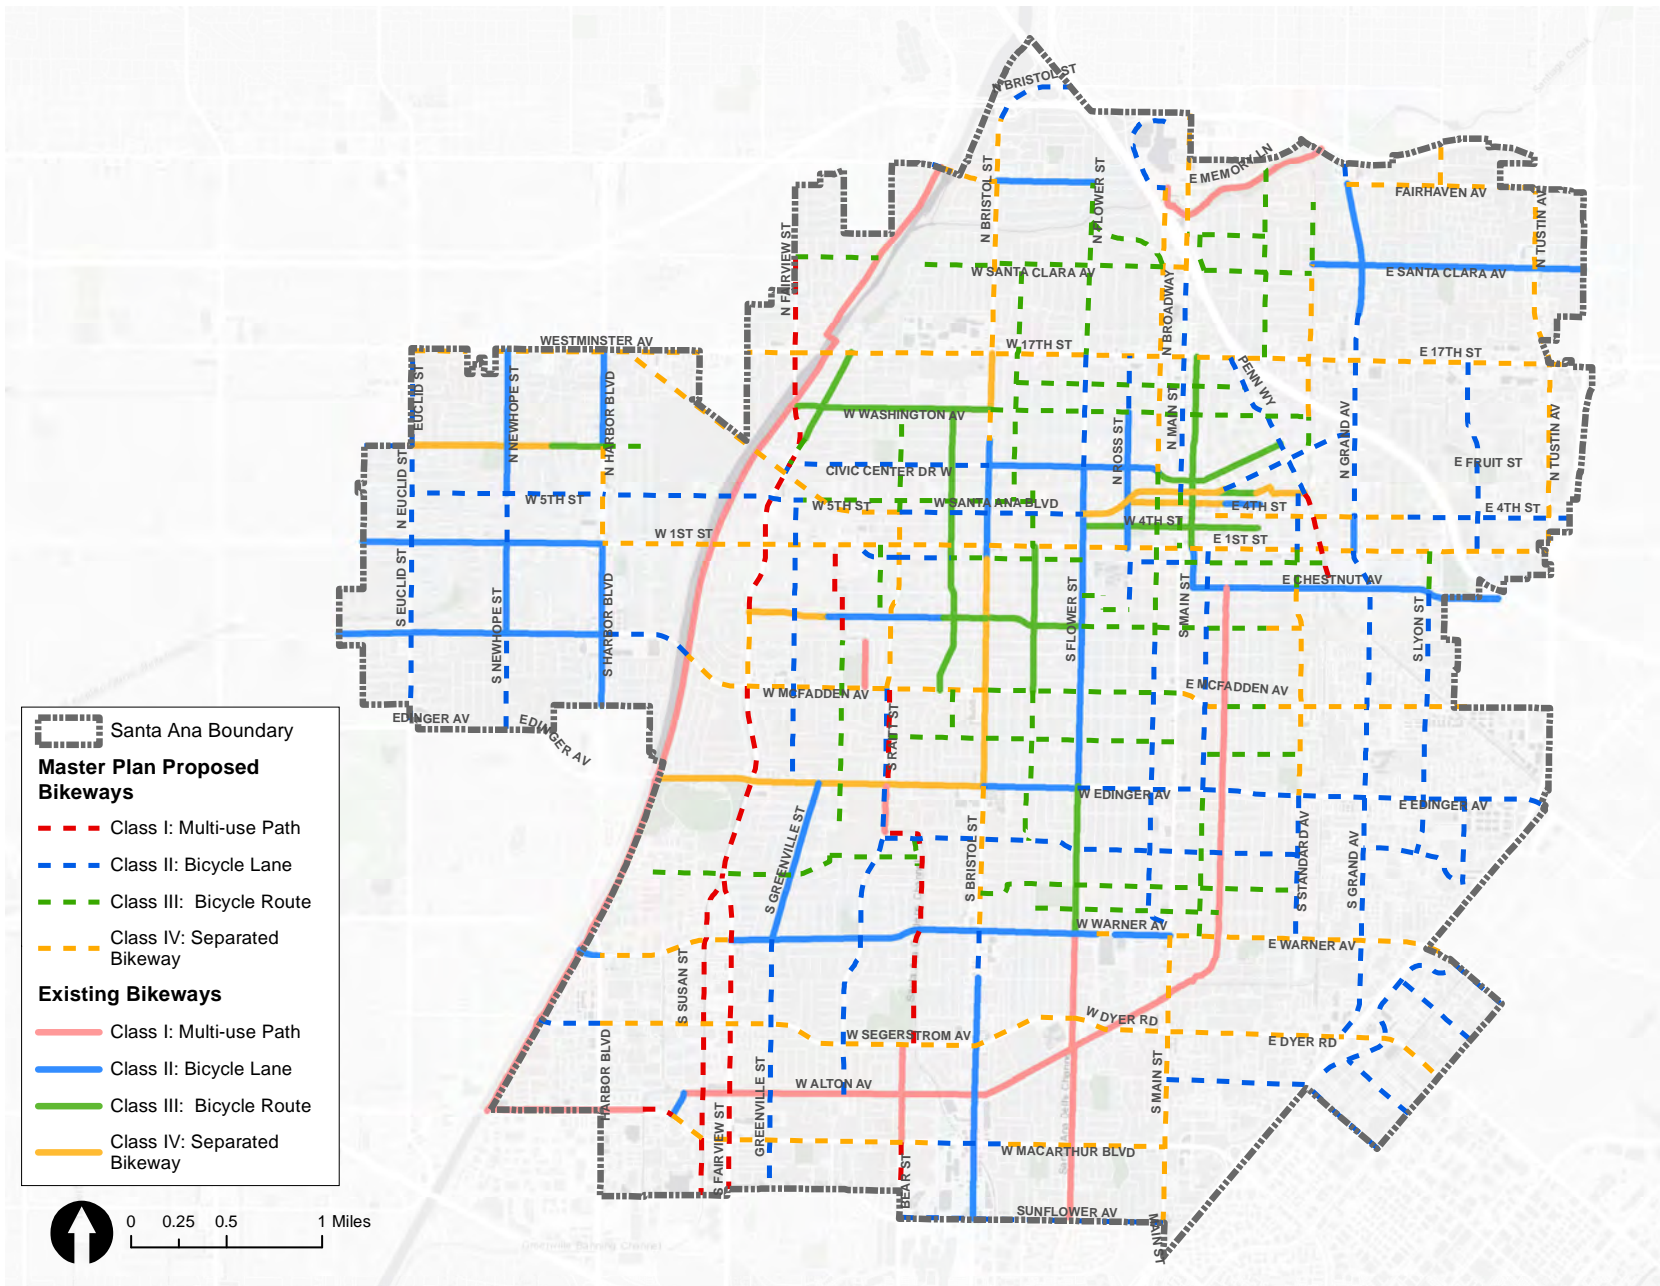 N BRISTOL ST
Santiago Creek
E MEMORY LN
N FLOWER ST
N BRISTOL ST
FAIRHAVEN AV
N TUSTIN AV
N FAIRVIEW ST
W SANTA CLARA AV
E SANTA CLARA AV
N BROADWAY
WESTMINSTER AV
W 17TH ST
E 17TH ST
PENN WY
N EUCLID ST
N NEWHOPE ST
N HARBOR BLVD
W WASHINGTON AV
N MAIN ST
N ROSS ST
N GRAND AV
N TUSTIN AV
E FRUIT ST
CIVIC CENTER DR W
N EUCLID ST
W 5TH ST
W 5TH ST
W SANTA ANA BLVD
E 4TH ST
E 4TH ST
W 4TH ST
W 1ST ST
E 1ST ST
S EUCLID ST
S NEWHOPE ST
S HARBOR BLVD
S FLOWER ST
S MAIN ST
E CHESTNUT AV
S LYON ST
W MCFADDEN AV
E MCFADDEN AV
EDINGER AV
EDINGER AV
S RAITT ST
W EDINGER AV
E EDINGER AV
S GREENVILLE ST
S BRISTOL ST
S STANDARD AV
S GRAND AV
W WARNER AV
E WARNER AV
S SUSAN ST
W SEGERSTROM AV
W DYER RD
E DYER RD
HARBOR BLVD
GREENVILLE ST
W ALTON AV
S MAIN ST
S FAIRVIEW ST
W MACARTHUR BLVD
BEAR ST
SUNFLOWER AV
MAIN ST
Santa Ana Boundary
Master Plan Proposed
Bikeways
Class I: Multi-use Path
Class II: Bicycle Lane
Class III: Bicycle Route
Class IV: Separated
Bikeway
Existing Bikeways
Class I: Multi-use Path
Class II: Bicycle Lane
Class III: Bicycle Route
Class IV: Separated
Bikeway
0 0.25 0.5 1 Miles